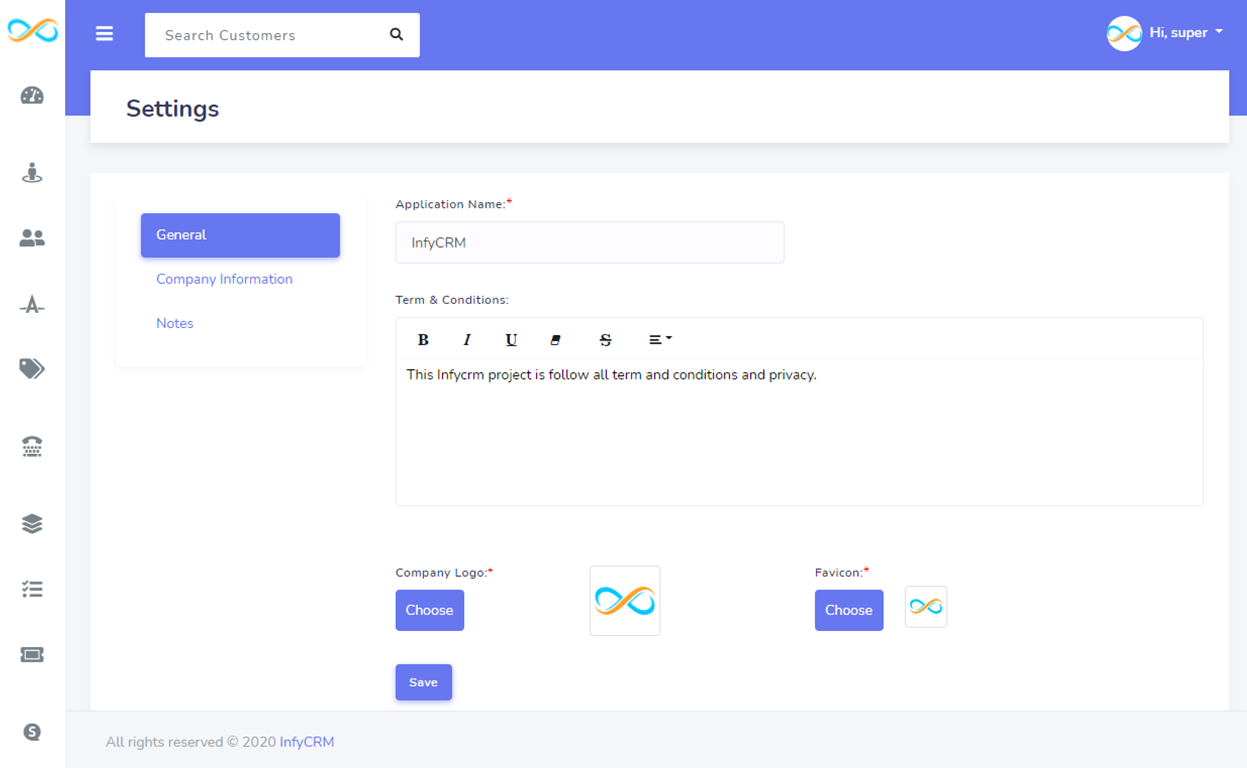 Search Customers
Hi, super
Settings
General
Company Information
Notes
Application Name:*
InfyCRM
Term & Conditions:
B I U S
This Infycrm project is follow all term and conditions and privacy.
Company Logo:*
Choose
Favicon:*
Choose
Save
All rights reserved © 2020 InfyCRM